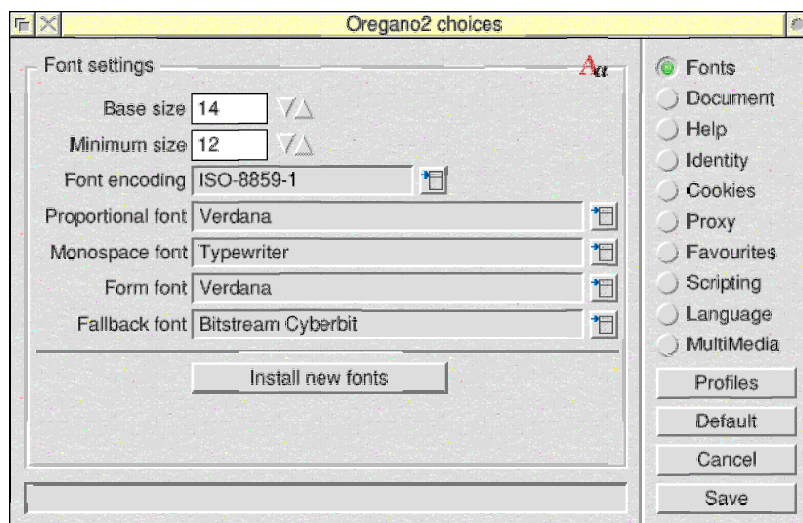 Oregano2 choices
Font settings
Aα
Base size 14
Minimum size 12
Font encoding ISO-8859-1
Proportional font Verdana
Monospace font Typewriter
Form font Verdana
Fallback font Bitstream Cyberbit
Install new fonts
Fonts
Document
Help
Identity
Cookies
Proxy
Favourites
Scripting
Language
MultiMedia
Profiles
Default
Cancel
Save